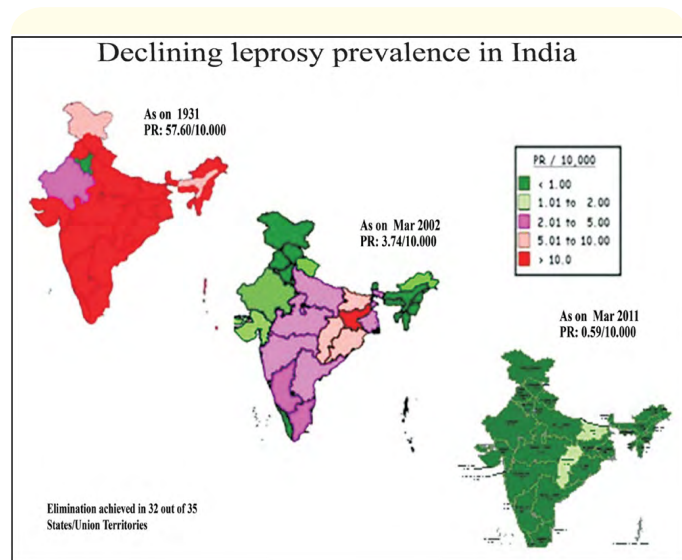 Declining leprosy prevalence in India
As on 1931
PR: 57.60/10.000
As on Mar 2002
PR: 3.74/10.000
PR / 10,000
< 1.00
1.01 to 2.00
2.01 to 5.00
5.01 to 10.00
> 10.0
As on Mar 2011
PR: 0.59/10.000
Elimination achieved in 32 out of 35
States/Union Territories